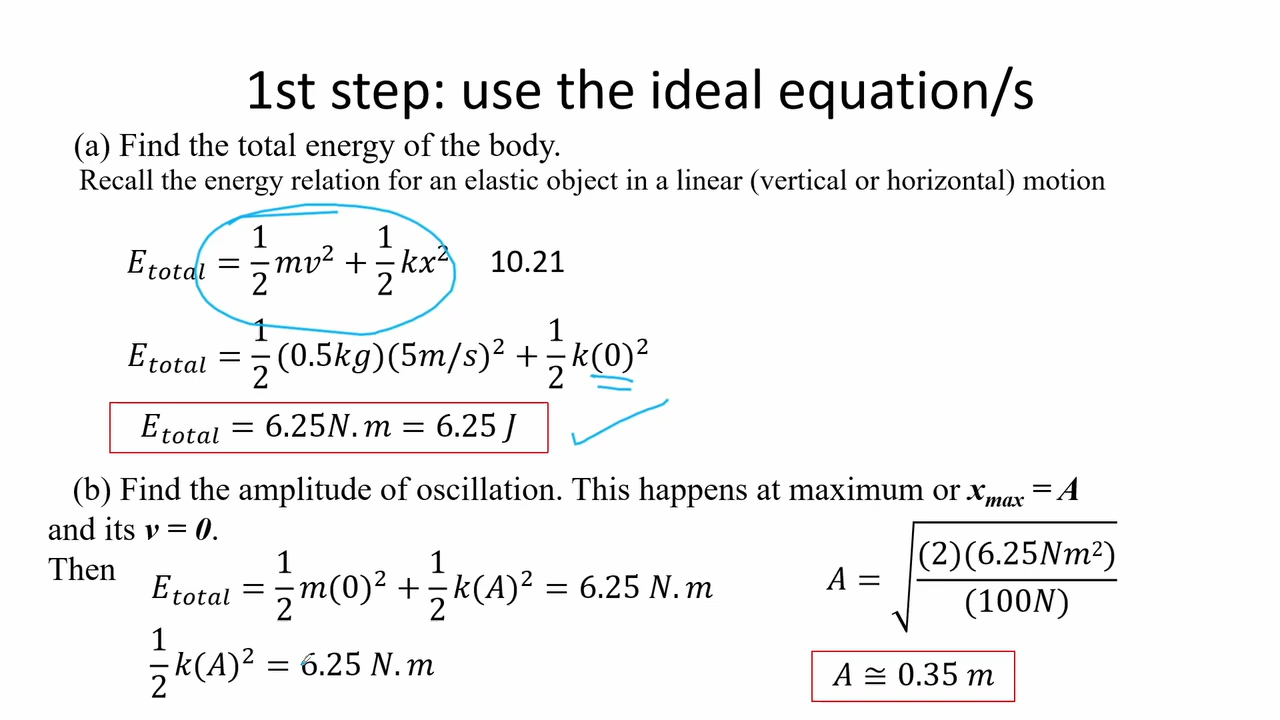 1st step: use the ideal equation/s
(a) Find the total energy of the body.
Recall the energy relation for an elastic object in a linear (vertical or horizontal) motion
E_total = 1/2 mv² + 1/2 kx² 10.21
E_total = 1/2 (0.5kg)(5m/s)² + 1/2 k(0)²
E_total = 6.25N.m = 6.25 J
(b) Find the amplitude of oscillation. This happens at maximum or x_max = A
and its v = 0.
Then
E_total = 1/2 m(0)² + 1/2 k(A)² = 6.25 N.m
1/2 k(A)² = 6.25 N.m
A = √((2)(6.25Nm²)/(100N))
A ≅ 0.35 m